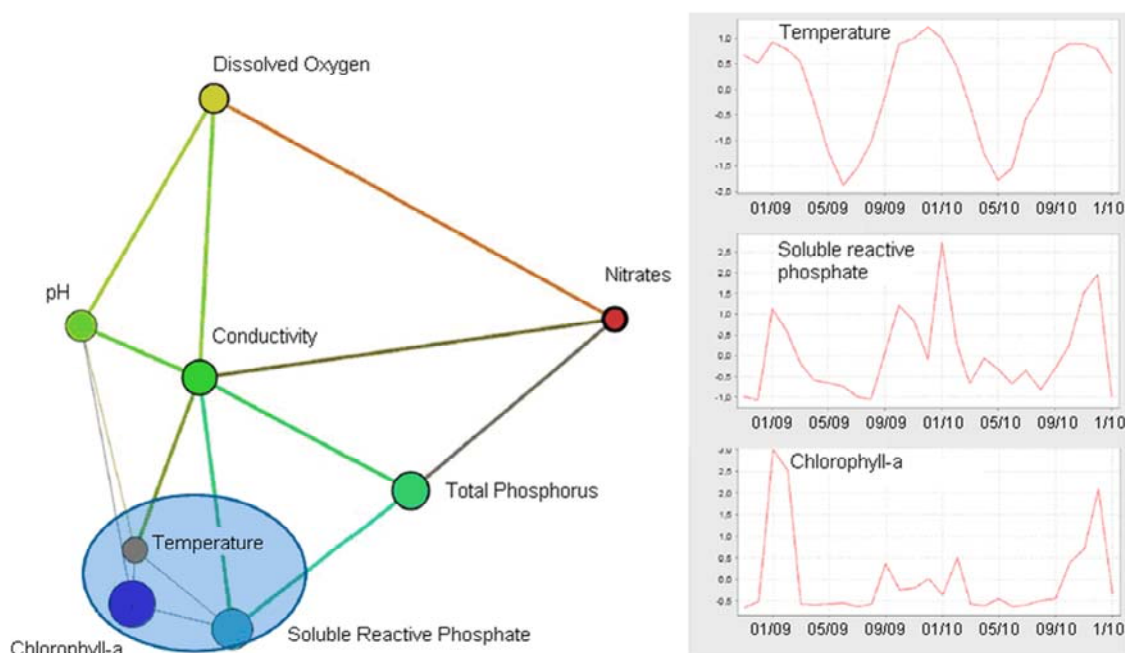 Dissolved Oxygen
Nitrates
pH
Conductivity
Total Phosphorus
Temperature
Soluble Reactive Phosphate
Chlorophyll-a
Temperature
1,0
0,5
0,0
-0,5
-1,0
-1,5
-2,0
01/09 05/09 09/09 01/10 05/10 09/10 1/10
Soluble reactive
phosphate
2,5
1,5
1,0
-0,5
-1,0
01/09 05/09 09/09 01/10 05/10 09/10 1/10
Chlorophyll-a
3,0
2,5
2,0
1,5
1,0
0,5
0,0
-0,5
01/09 05/09 09/09 01/10 05/10 09/10 1/10